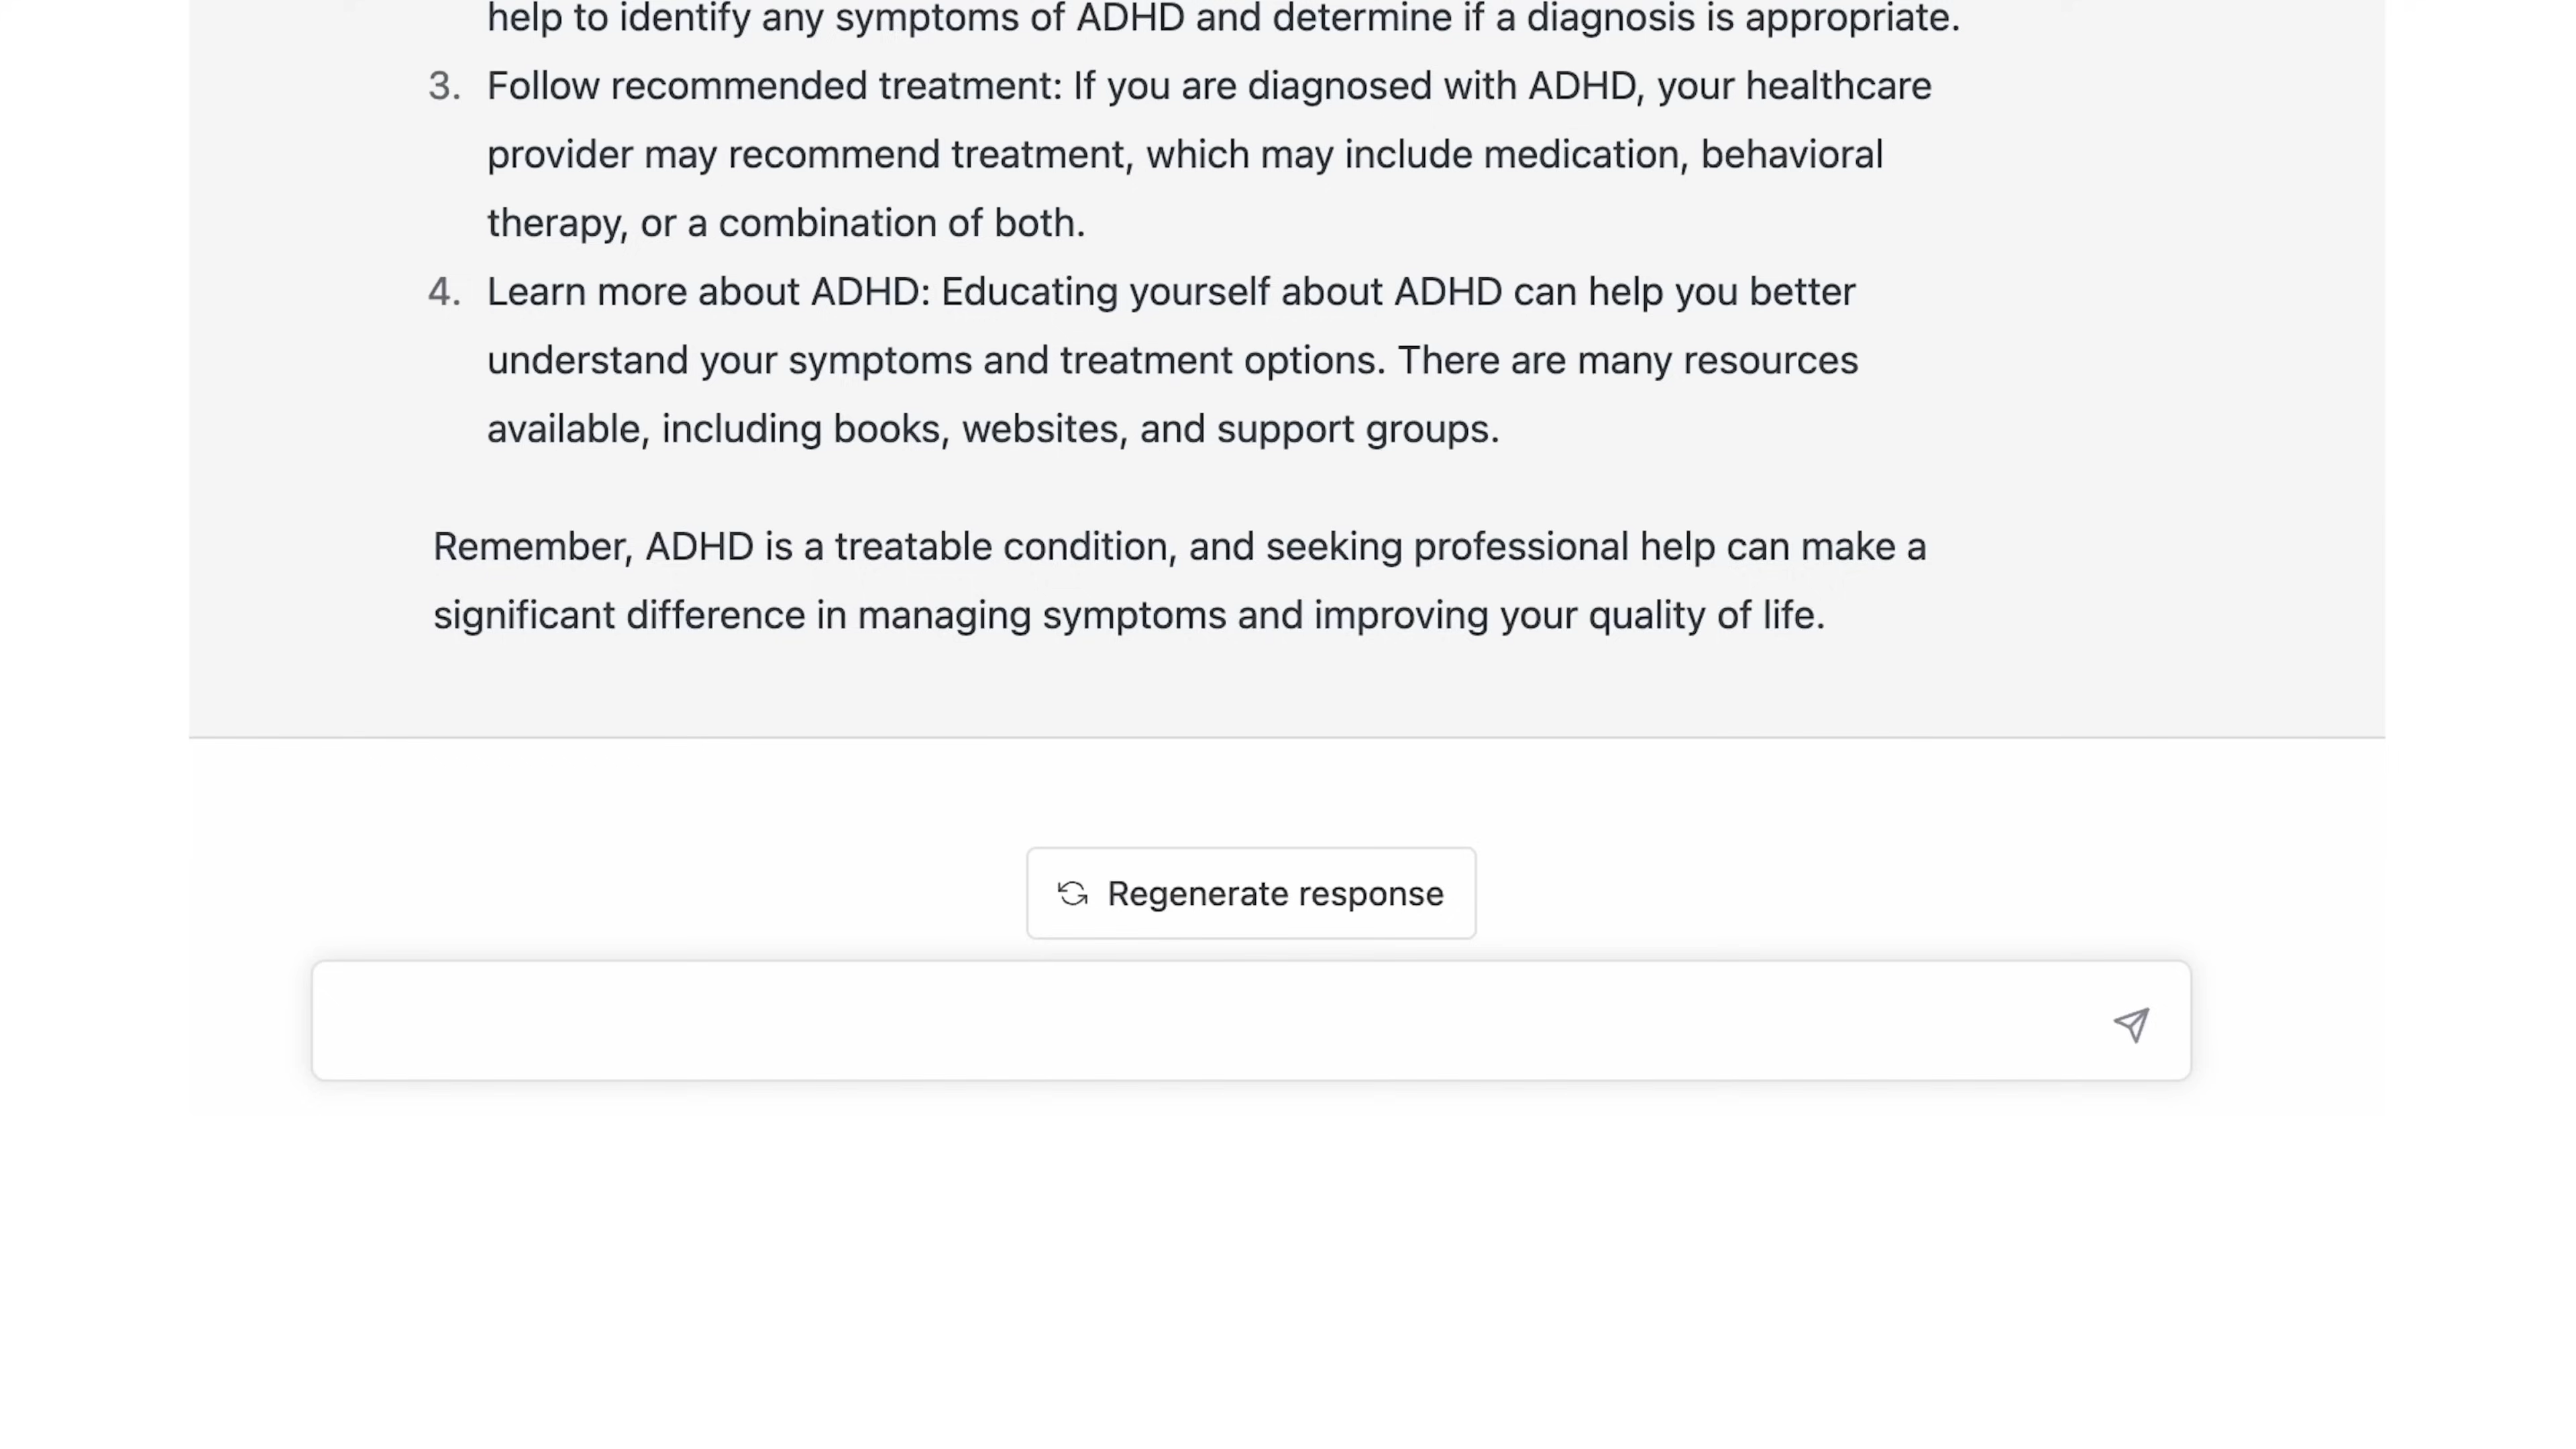 help to identify any symptoms of ADHD and determine if a diagnosis is appropriate.
3. Follow recommended treatment: If you are diagnosed with ADHD, your healthcare
provider may recommend treatment, which may include medication, behavioral
therapy, or a combination of both.
4. Learn more about ADHD: Educating yourself about ADHD can help you better
understand your symptoms and treatment options. There are many resources
available, including books, websites, and support groups.
Remember, ADHD is a treatable condition, and seeking professional help can make a
significant difference in managing symptoms and improving your quality of life.
Regenerate response